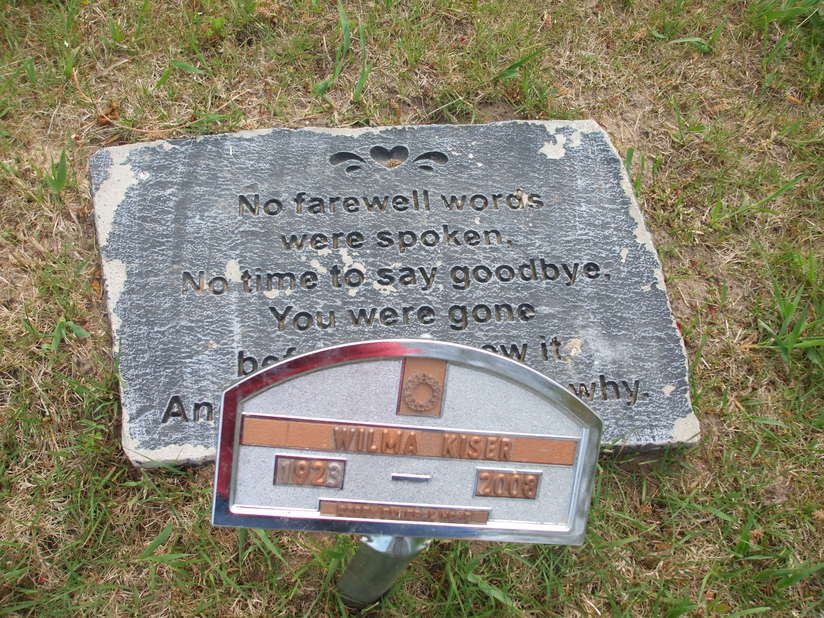 No farewell words
were spoken.
No time to say goodbye.
You were gone
it.
An why.
WILMA KISER
1923 – 2008